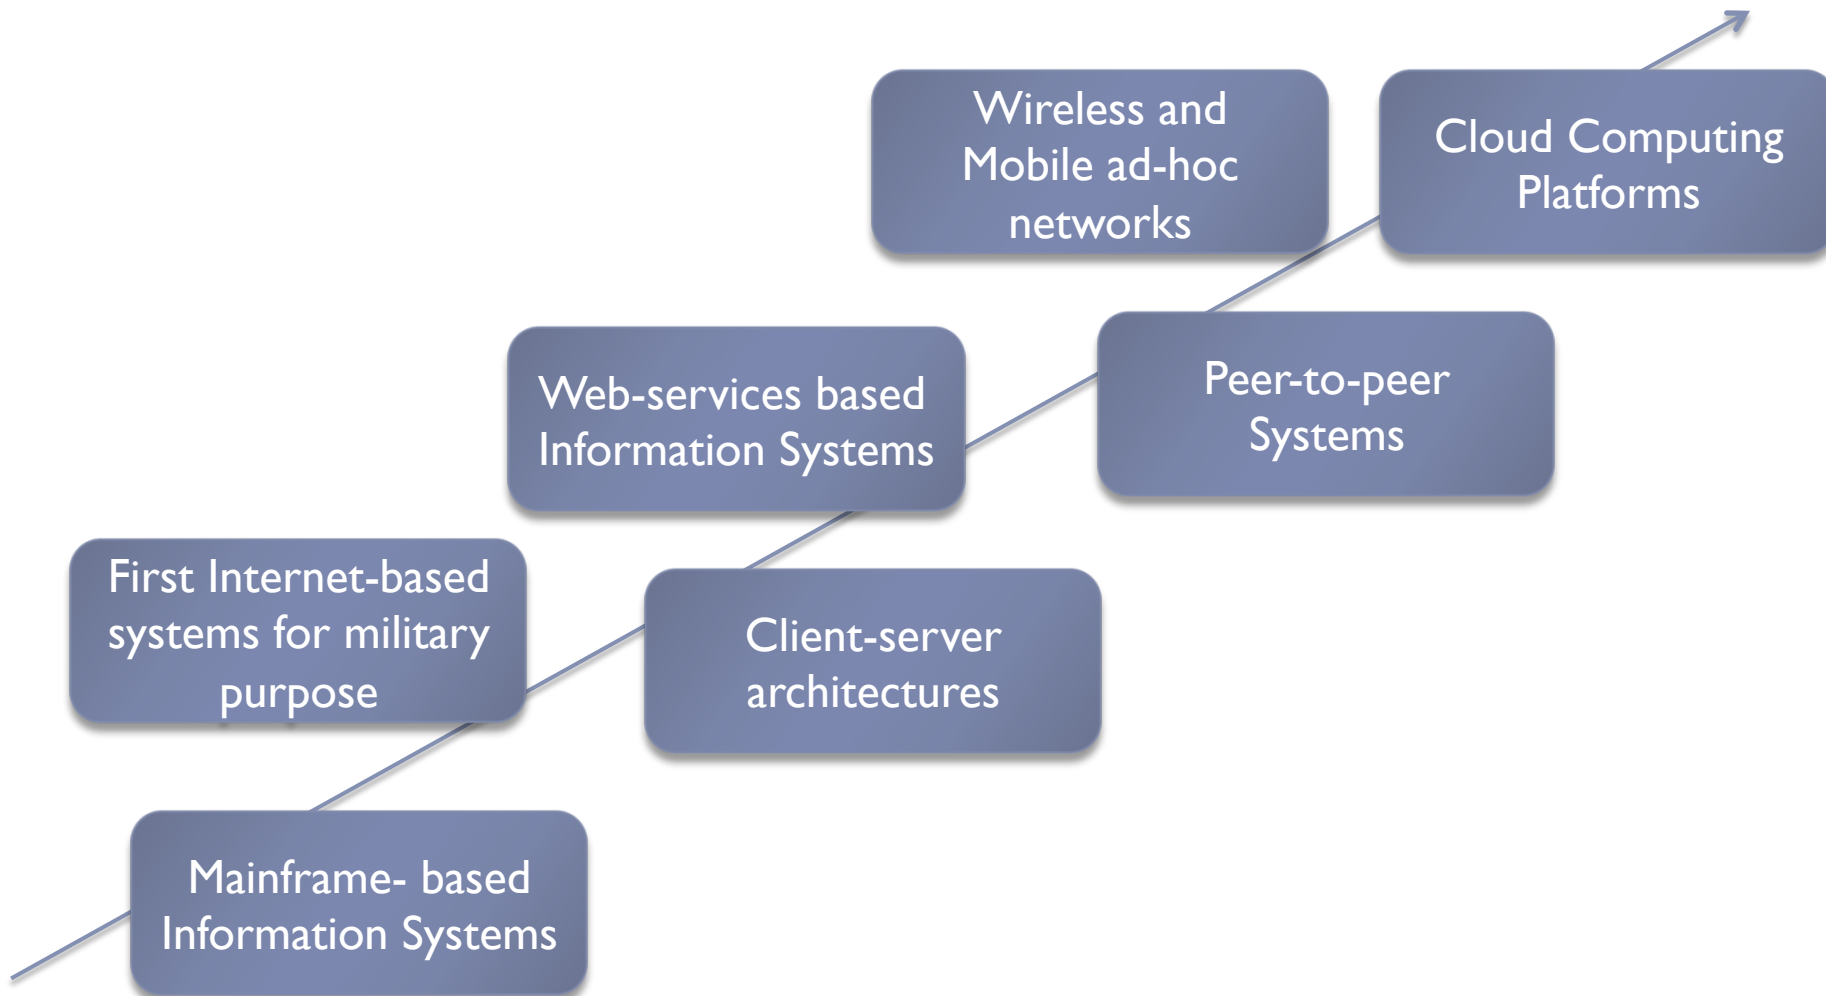 Wireless and
Mobile ad-hoc
networks
Cloud Computing
Platforms
Web-services based
Information Systems
Peer-to-peer
Systems
First Internet-based
systems for military
purpose
Client-server
architectures
Mainframe- based
Information Systems